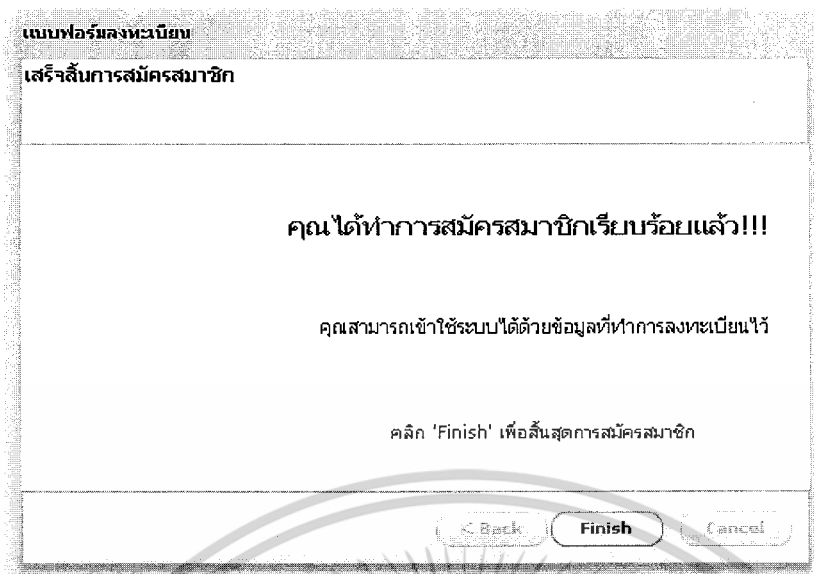 แบบฟอร์มลงทะเบียน
เสร็จสิ้นการสมัครสมาชิก
คุณได้ทำการสมัครสมาชิกเรียบร้อยแล้ว!!!
คุณสามารถเข้าใช้ระบบได้ด้วยข้อมูลที่ทำการลงทะเบียนไว้
คลิก 'Finish' เพื่อสิ้นสุดการสมัครสมาชิก
< Back Finish Cancel